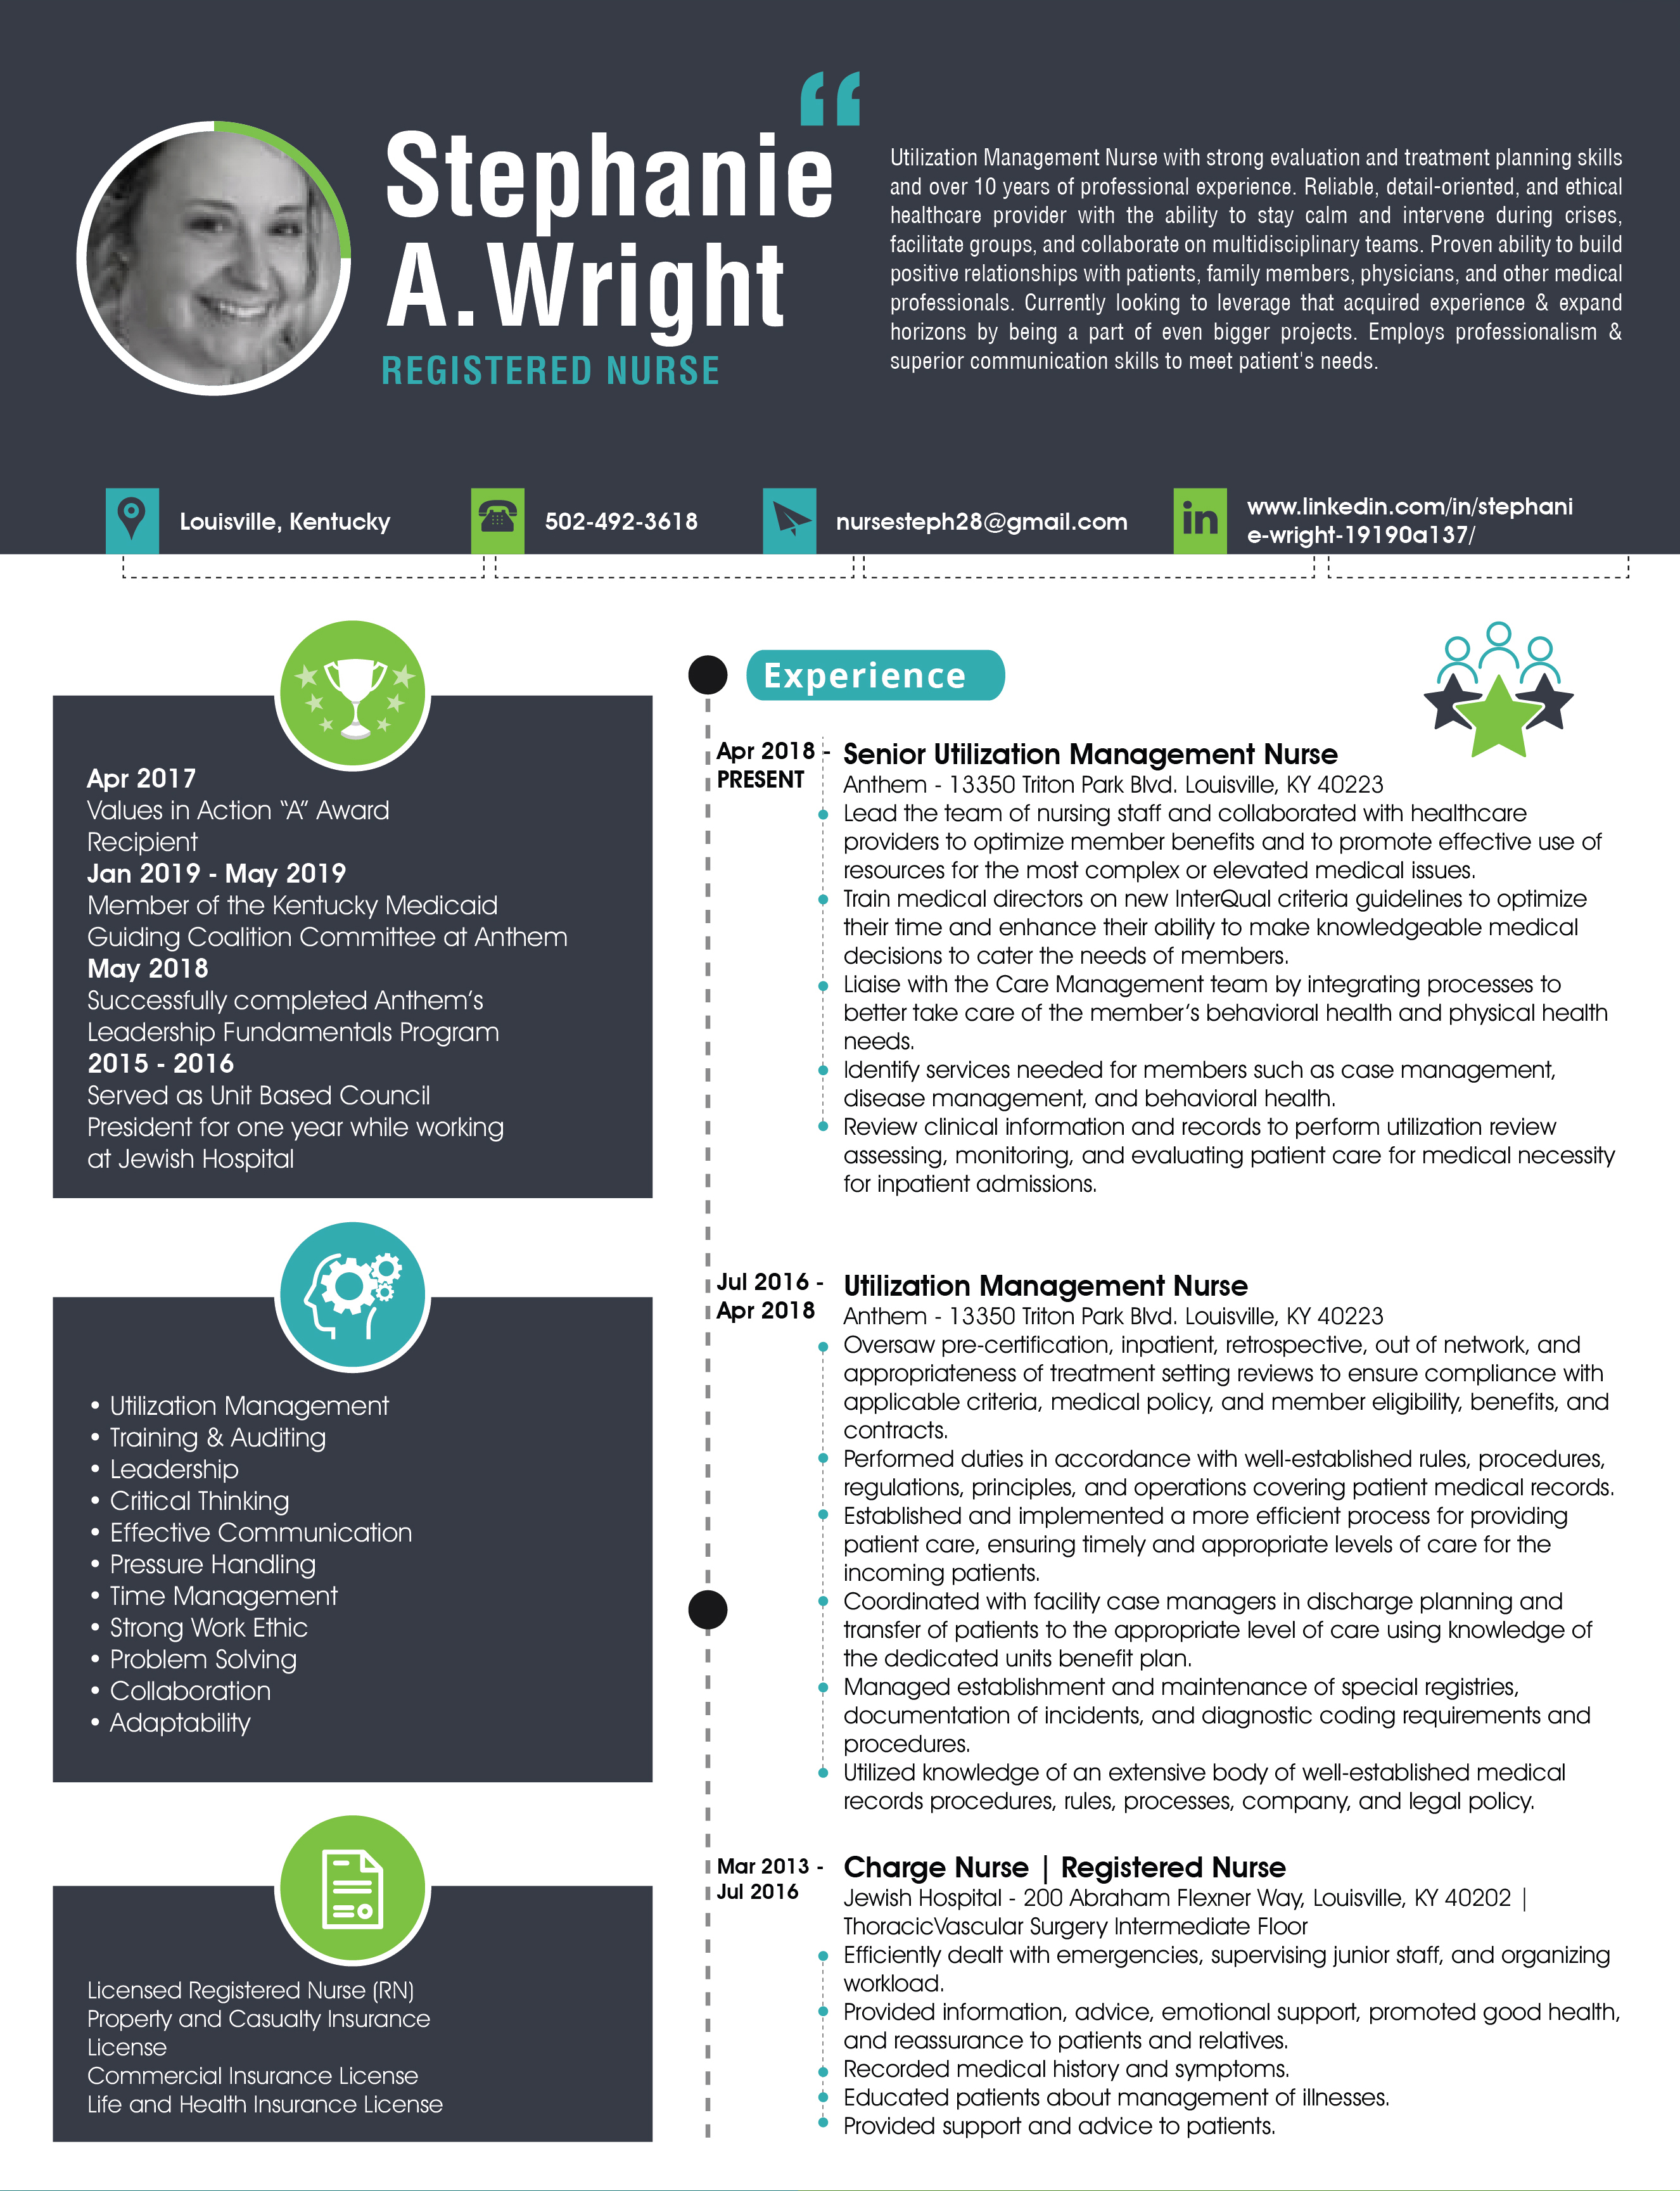 Stephanie
A. Wright
REGISTERED NURSE
“
Utilization Management Nurse with strong evaluation and treatment planning skills
and over 10 years of professional experience. Reliable, detail-oriented, and ethical
healthcare provider with the ability to stay calm and intervene during crises,
facilitate groups, and collaborate on multidisciplinary teams. Proven ability to build
positive relationships with patients, family members, physicians, and other medical
professionals. Currently looking to leverage that acquired experience & expand
horizons by being a part of even bigger projects. Employs professionalism &
superior communication skills to meet patient's needs.
Louisville, Kentucky
502-492-3618
nursesteph28@gmail.com
in
www.linkedin.com/in/stephani
e-wright-19190a137/
Apr 2017
Values in Action “A” Award
Recipient
Jan 2019 - May 2019
Member of the Kentucky Medicaid
Guiding Coalition Committee at Anthem
May 2018
Successfully completed Anthem’s
Leadership Fundamentals Program
2015 - 2016
Served as Unit Based Council
President for one year while working
at Jewish Hospital
• Utilization Management
• Training & Auditing
• Leadership
• Critical Thinking
• Effective Communication
• Pressure Handling
• Time Management
• Strong Work Ethic
• Problem Solving
• Collaboration
• Adaptability
Licensed Registered Nurse (RN)
Property and Casualty Insurance
License
Commercial Insurance License
Life and Health Insurance License
Experience
Apr 2018 -
PRESENT
Senior Utilization Management Nurse
Anthem - 13350 Triton Park Blvd. Louisville, KY 40223
Lead the team of nursing staff and collaborated with healthcare
providers to optimize member benefits and to promote effective use of
resources for the most complex or elevated medical issues.
Train medical directors on new InterQual criteria guidelines to optimize
their time and enhance their ability to make knowledgeable medical
decisions to cater the needs of members.
Liaise with the Care Management team by integrating processes to
better take care of the member’s behavioral health and physical health
needs.
Identify services needed for members such as case management,
disease management, and behavioral health.
Review clinical information and records to perform utilization review
assessing, monitoring, and evaluating patient care for medical necessity
for inpatient admissions.
Jul 2016 -
Apr 2018
Utilization Management Nurse
Anthem - 13350 Triton Park Blvd. Louisville, KY 40223
Oversaw pre-certification, inpatient, retrospective, out of network, and
appropriateness of treatment setting reviews to ensure compliance with
applicable criteria, medical policy, and member eligibility, benefits, and
contracts.
Performed duties in accordance with well-established rules, procedures,
regulations, principles, and operations covering patient medical records.
Established and implemented a more efficient process for providing
patient care, ensuring timely and appropriate levels of care for the
incoming patients.
Coordinated with facility case managers in discharge planning and
transfer of patients to the appropriate level of care using knowledge of
the dedicated units benefit plan.
Managed establishment and maintenance of special registries,
documentation of incidents, and diagnostic coding requirements and
procedures.
Utilized knowledge of an extensive body of well-established medical
records procedures, rules, processes, company, and legal policy.
Mar 2013 -
Jul 2016
Charge Nurse | Registered Nurse
Jewish Hospital - 200 Abraham Flexner Way, Louisville, KY 40202 |
ThoracicVascular Surgery Intermediate Floor
Efficiently dealt with emergencies, supervising junior staff, and organizing
workload.
Provided information, advice, emotional support, promoted good health,
and reassurance to patients and relatives.
Recorded medical history and symptoms.
Educated patients about management of illnesses.
Provided support and advice to patients.